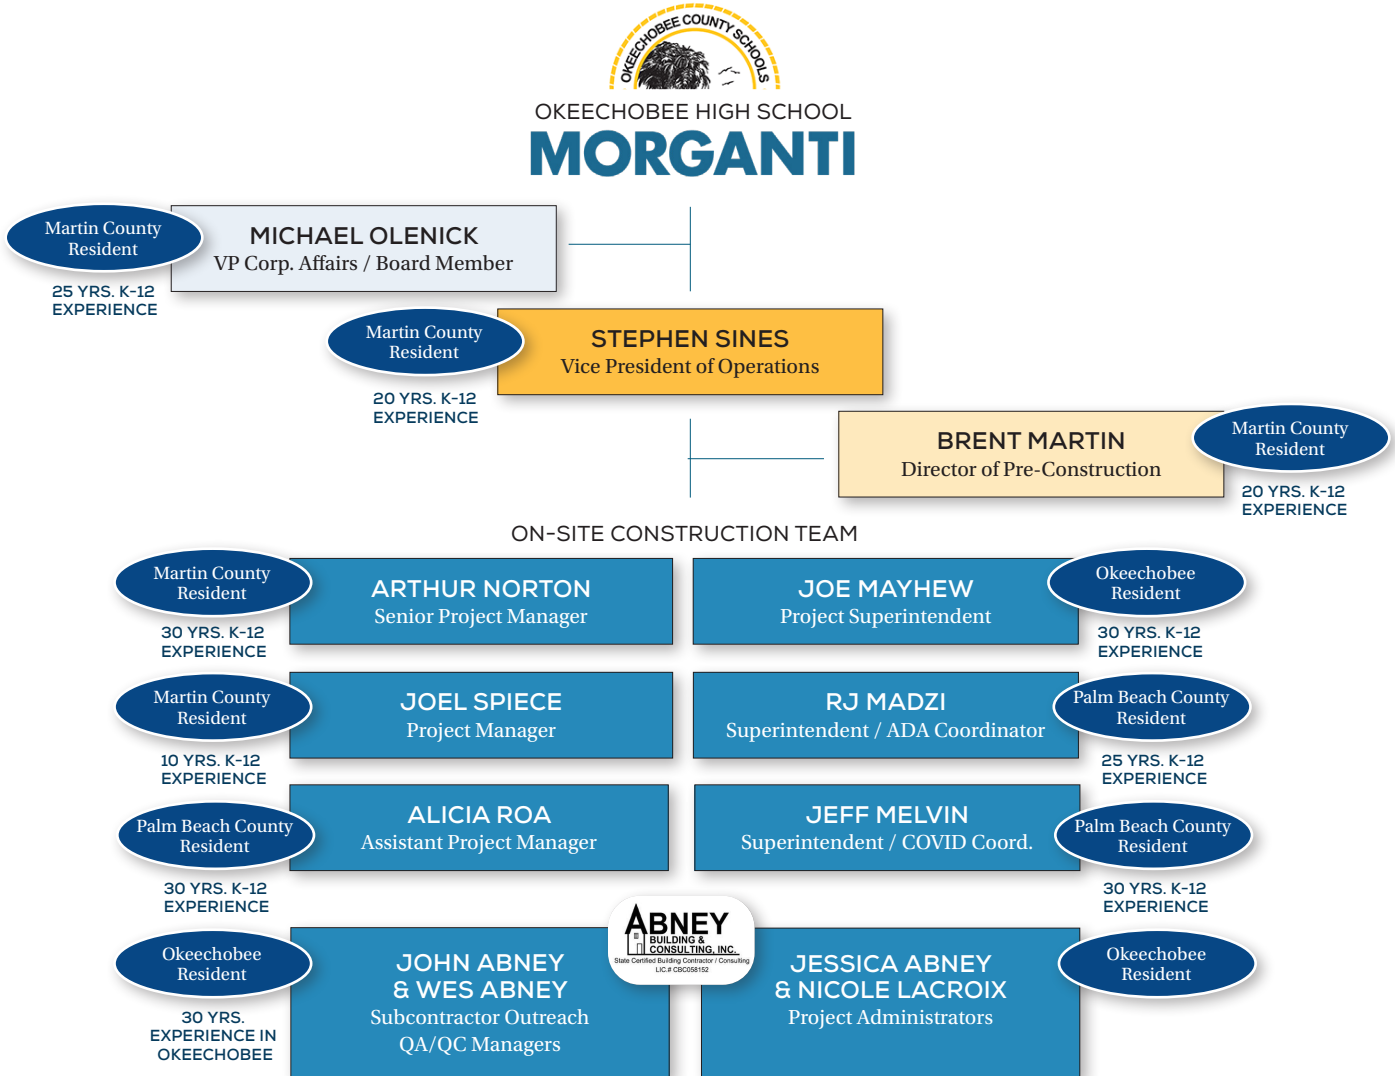 OKEECHOBEE COUNTY SCHOOLS
OKEECHOBEE HIGH SCHOOL
MORGANTI
Martin County
Resident
25 YRS. K-12
EXPERIENCE
MICHAEL OLENICK
VP Corp. Affairs / Board Member
Martin County
Resident
20 YRS. K-12
EXPERIENCE
STEPHEN SINES
Vice President of Operations
BRENT MARTIN
Director of Pre-Construction
Martin County
Resident
20 YRS. K-12
EXPERIENCE
ON-SITE CONSTRUCTION TEAM
Martin County
Resident
30 YRS. K-12
EXPERIENCE
ARTHUR NORTON
Senior Project Manager
JOE MAYHEW
Project Superintendent
Okeechobee
Resident
30 YRS. K-12
EXPERIENCE
Martin County
Resident
10 YRS. K-12
EXPERIENCE
JOEL SPIECE
Project Manager
RJ MADZI
Superintendent / ADA Coordinator
Palm Beach County
Resident
25 YRS. K-12
EXPERIENCE
Palm Beach County
Resident
30 YRS. K-12
EXPERIENCE
ALICIA ROA
Assistant Project Manager
JEFF MELVIN
Superintendent / COVID Coord.
Palm Beach County
Resident
30 YRS. K-12
EXPERIENCE
ABNEY
BUILDING &
CONSULTING, INC.
State Certified Building Contractor / Consulting
LIC.# CBC058152
Okeechobee
Resident
30 YRS.
EXPERIENCE IN
OKEECHOBEE
JOHN ABNEY
& WES ABNEY
Subcontractor Outreach
QA/QC Managers
JESSICA ABNEY
& NICOLE LACROIX
Project Administrators
Okeechobee
Resident